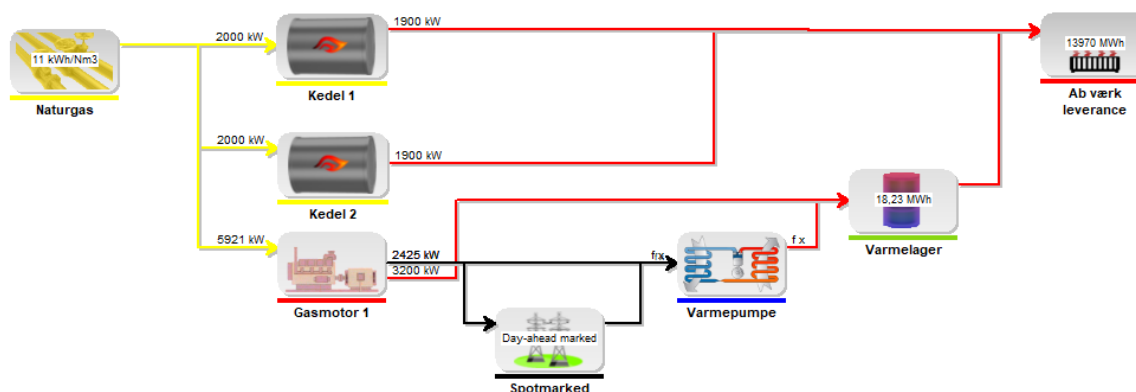 1900 kW
2000 kW
11 kWh/Nm3
13970 MWh
Naturgas
Kedel 1
Ab værk
leverance
2000 kW
1900 kW
Kedel 2
18,23 MWh
Varmelager
5921 kW
2425 kW
3200 kW
f/x
f x
Gasmotor 1
Varmepumpe
Day-ahead marked
Spotmarked